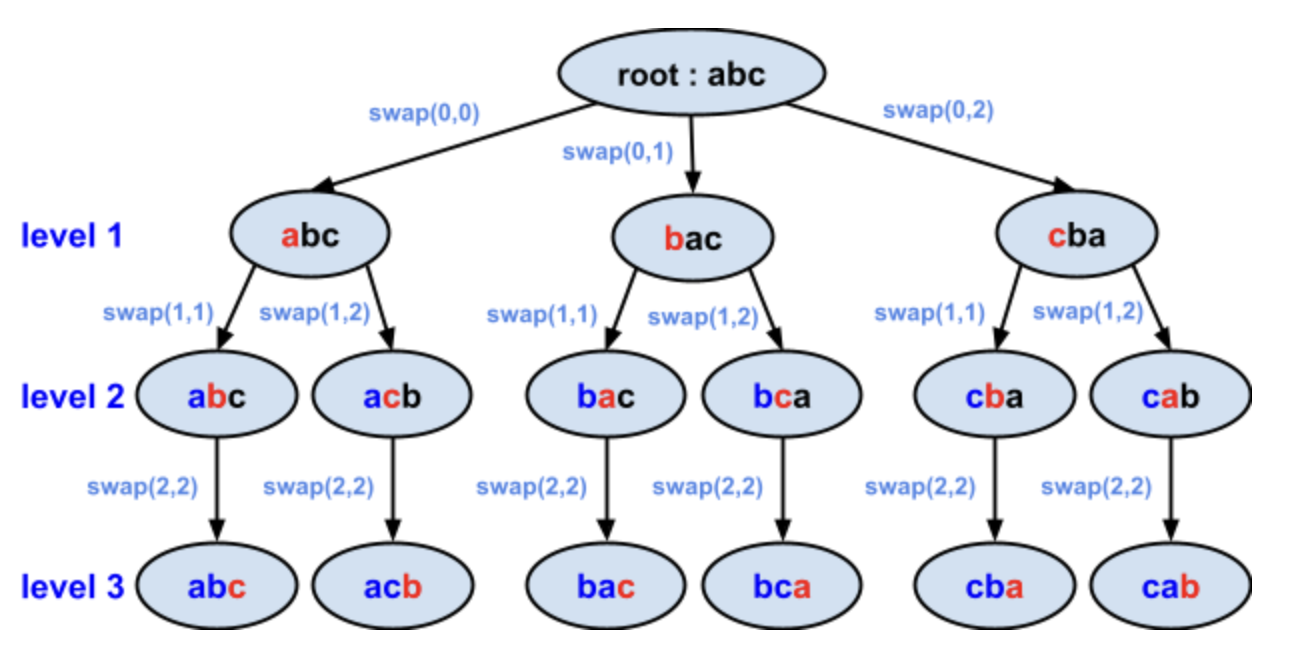 root : abc
swap(0,0)
swap(0,1)
swap(0,2)
level 1
abc
bac
cba
swap(1,1)
swap(1,2)
swap(1,1)
swap(1,2)
swap(1,1)
swap(1,2)
level 2
abc
acb
bac
bca
cba
cab
swap(2,2)
swap(2,2)
swap(2,2)
swap(2,2)
swap(2,2)
swap(2,2)
level 3
abc
acb
bac
bca
cba
cab